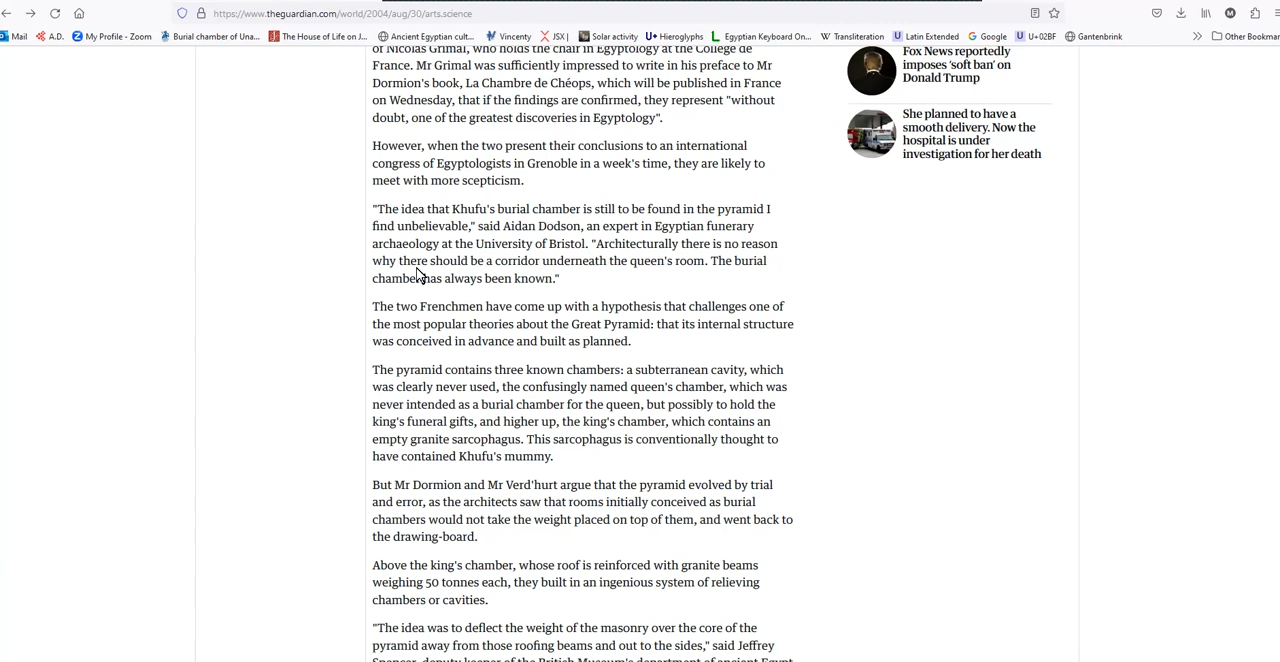 https://www.theguardian.com/world/2004/aug/30/arts.science
Mail
A.D.
My Profile - Zoom
Burial chamber of Una...
The House of Life on J...
Ancient Egyptian cult...
Vincenty
JSX |
Solar activity
Hieroglyphs
Egyptian Keyboard On...
Transliteration
Latin Extended
Google
U+02BF
Gantenbrink
Other Bookmar
of Nicolas Grimal, who holds the chair in Egyptology at the College de
France. Mr Grimal was sufficiently impressed to write in his preface to Mr
Dormion's book, La Chambre de Chéops, which will be published in France
on Wednesday, that if the findings are confirmed, they represent "without
doubt, one of the greatest discoveries in Egyptology".
However, when the two present their conclusions to an international
congress of Egyptologists in Grenoble in a week's time, they are likely to
meet with more scepticism.
"The idea that Khufu's burial chamber is still to be found in the pyramid I
find unbelievable," said Aidan Dodson, an expert in Egyptian funerary
archaeology at the University of Bristol. "Architecturally there is no reason
why there should be a corridor underneath the queen's room. The burial
chamber has always been known."
The two Frenchmen have come up with a hypothesis that challenges one of
the most popular theories about the Great Pyramid: that its internal structure
was conceived in advance and built as planned.
The pyramid contains three known chambers: a subterranean cavity, which
was clearly never used, the confusingly named queen's chamber, which was
never intended as a burial chamber for the queen, but possibly to hold the
king's funeral gifts, and higher up, the king's chamber, which contains an
empty granite sarcophagus. This sarcophagus is conventionally thought to
have contained Khufu's mummy.
But Mr Dormion and Mr Verd'hurt argue that the pyramid evolved by trial
and error, as the architects saw that rooms initially conceived as burial
chambers would not take the weight placed on top of them, and went back to
the drawing-board.
Above the king's chamber, whose roof is reinforced with granite beams
weighing 50 tonnes each, they built in an ingenious system of relieving
chambers or cavities.
"The idea was to deflect the weight of the masonry over the core of the
pyramid away from those roofing beams and out to the sides," said Jeffrey
Spencer, deputy keeper of the British Museum's department of ancient Egypt
Fox News reportedly
imposes 'soft ban' on
Donald Trump
She planned to have a
smooth delivery. Now the
hospital is under
investigation for her death